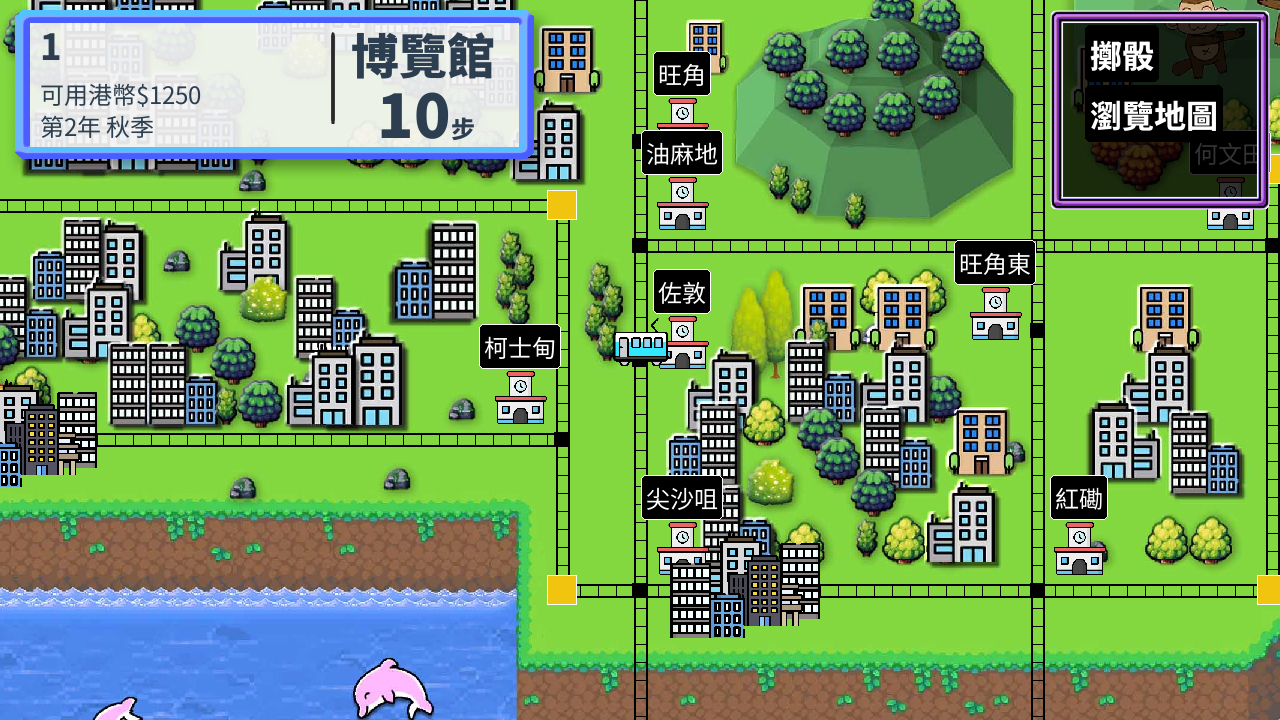 1
可用港幣$1250
第2年 秋季
博覽館
10步
擲骰
瀏覽地圖
旺角
油麻地
何文田
旺角東
佐敦
柯士甸
尖沙咀
紅磡